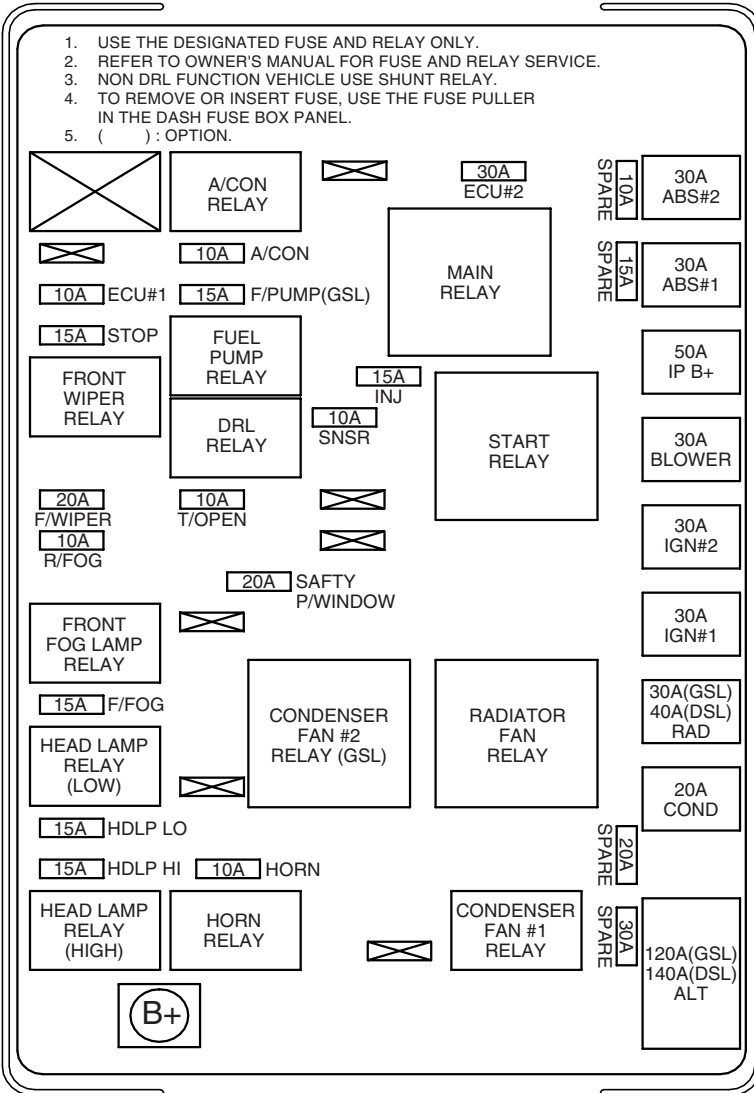 1. USE THE DESIGNATED FUSE AND RELAY ONLY.
2. REFER TO OWNER'S MANUAL FOR FUSE AND RELAY SERVICE.
3. NON DRL FUNCTION VEHICLE USE SHUNT RELAY.
4. TO REMOVE OR INSERT FUSE, USE THE FUSE PULLER
IN THE DASH FUSE BOX PANEL.
5. ( ) : OPTION.
A/CON
RELAY
30A
ECU#2
10A
SPARE
30A
ABS#2
10A A/CON
MAIN
RELAY
15A
SPARE
30A
ABS#1
10A ECU#1
15A F/PUMP(GSL)
15A STOP
FUEL
PUMP
RELAY
50A
IP B+
FRONT
WIPER
RELAY
15A
INJ
DRL
RELAY
10A
SNSR
START
RELAY
30A
BLOWER
20A
F/WIPER
10A
T/OPEN
30A
IGN#2
10A
R/FOG
20A SAFTY
P/WINDOW
FRONT
FOG LAMP
RELAY
30A
IGN#1
15A F/FOG
CONDENSER
FAN #2
RELAY (GSL)
RADIATOR
FAN
RELAY
30A(GSL)
40A(DSL)
RAD
HEAD LAMP
RELAY
(LOW)
20A
COND
15A HDLP LO
20A
SPARE
15A HDLP HI
10A HORN
HEAD LAMP
RELAY
(HIGH)
HORN
RELAY
CONDENSER
FAN #1
RELAY
30A
SPARE
120A(GSL)
140A(DSL)
ALT
B+